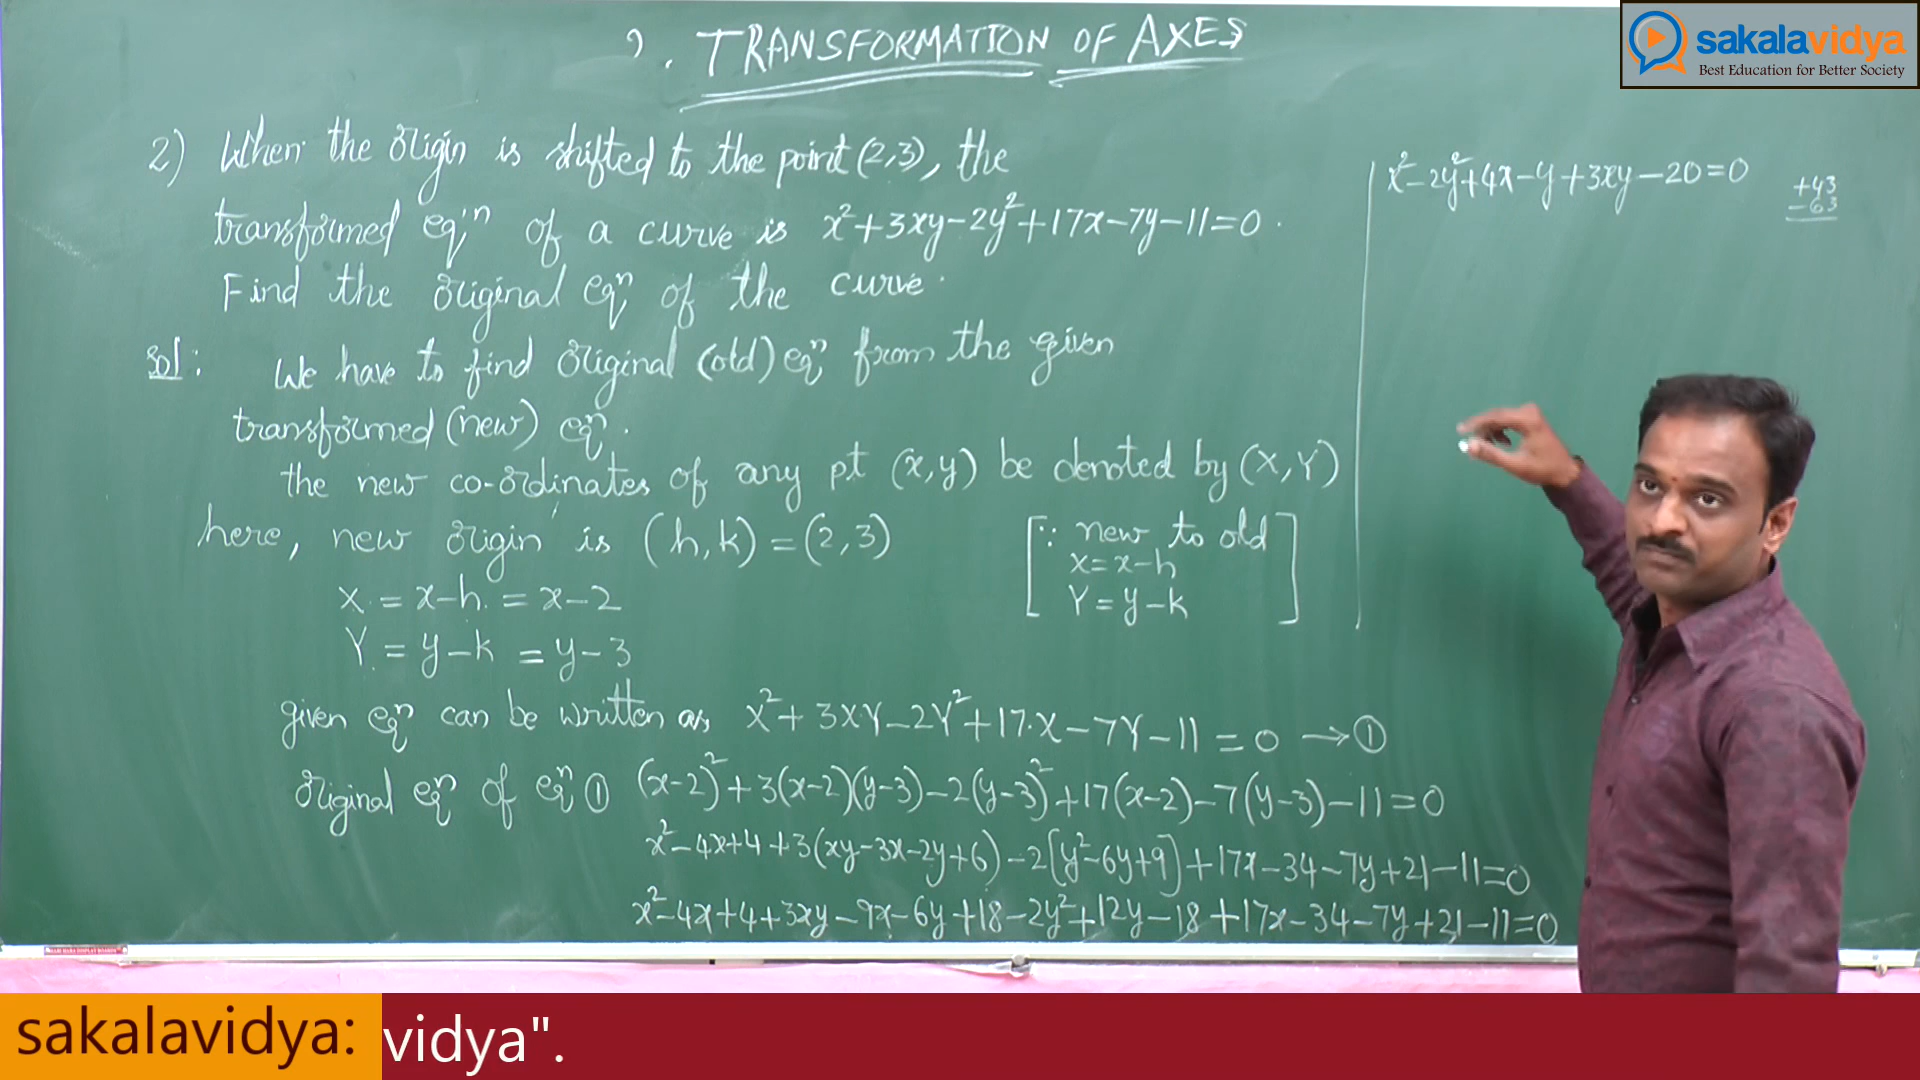 2. TRANSFORMATION OF AXES
sakalavidya
Best Education for Better Society
2) When the origin is shifted to the point (2,3), the
transformed eqⁿ of a curve is x²+3xy−2y²+17x−7y−11=0.
Find the original eqⁿ of the curve.
sol: We have to find original (old) eqⁿ from the given
transformed (new) eqⁿ.
the new co-ordinates of any pt (x,y) be denoted by (X,Y)
here, new origin is (h,k)=(2,3)
X = x−h = x−2
Y = y−k = y−3
[∵ new to old
X=x−h
Y=y−k]
given eqⁿ can be written as X²+3XY−2Y²+17.X−7Y−11=0 →①
original eqⁿ of eqⁿ① (x−2)²+3(x−2)(y−3)−2(y−3)²+17(x−2)−7(y−3)−11=0
x²−4x+4+3(xy−3x−2y+6)−2[y²−6y+9]+17x−34−7y+21−11=0
x²−4x+4+3xy−9x−6y+18−2y²+12y−18+17x−34−7y+21−11=0
x²−2y²+4x−y+3xy−20=0
+43
−63
sakalavidya: vidya".